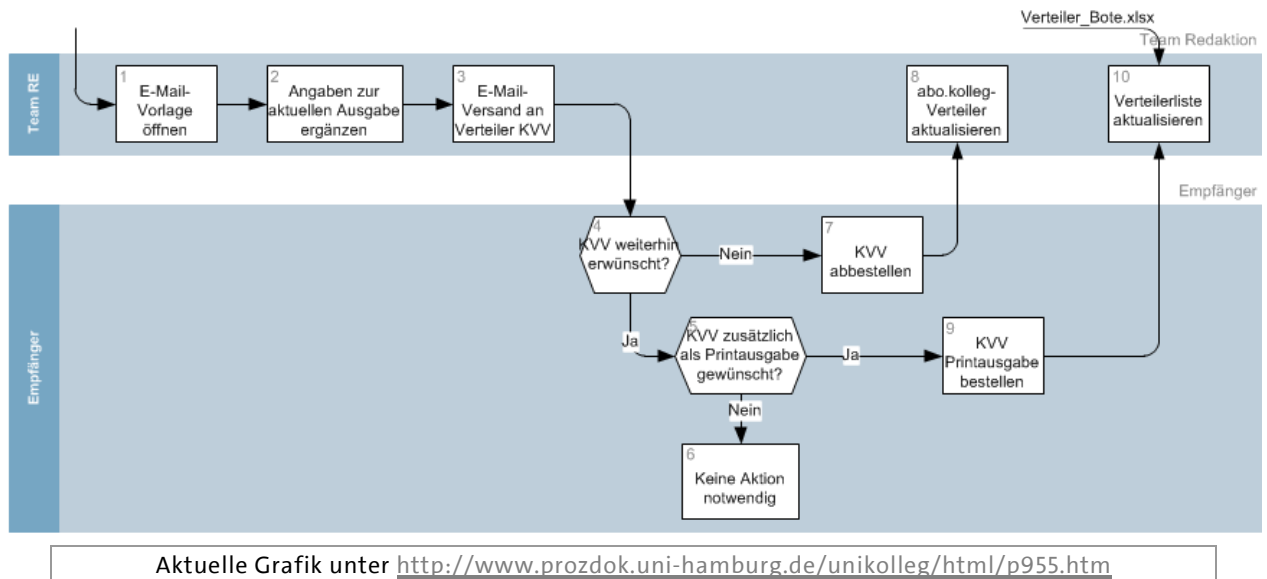 Verteiler_Bote.xlsx
Team Redaktion
Team RE
1
E-Mail-
Vorlage
öffnen
2
Angaben zur
aktuellen Ausgabe
ergänzen
3
E-Mail-
Versand an
Verteiler KVV
8
abo.kolleg-
Verteiler
aktualisieren
10
Verteilerliste
aktualisieren
Empfänger
Empfänger
4
KVV weiterhin
erwünscht?
Nein
7
KVV
abbestellen
Ja
5
KVV zusätzlich
als Printausgabe
gewünscht?
Ja
9
KVV
Printausgabe
bestellen
Nein
6
Keine Aktion
notwendig
Aktuelle Grafik unter http://www.prozdok.uni-hamburg.de/unikolleg/html/p955.htm